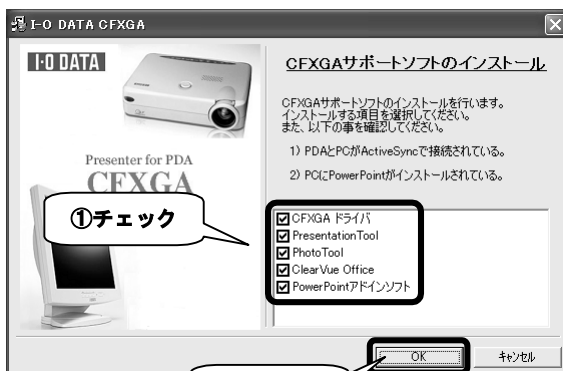 I-O DATA CFXGA
I·O DATA
Presenter for PDA
CFXGA
CFXGAサポートソフトのインストール
CFXGAサポートソフトのインストールを行います。
インストールする項目を選択してください。
また、以下の事を確認してください。
1) PDAとPCがActiveSyncで接続されている。
2) PCにPowerPointがインストールされている。
①チェック
CFXGA ドライバ
PresentationTool
PhotoTool
ClearVue Office
PowerPointアドインソフト
OK
キャンセル